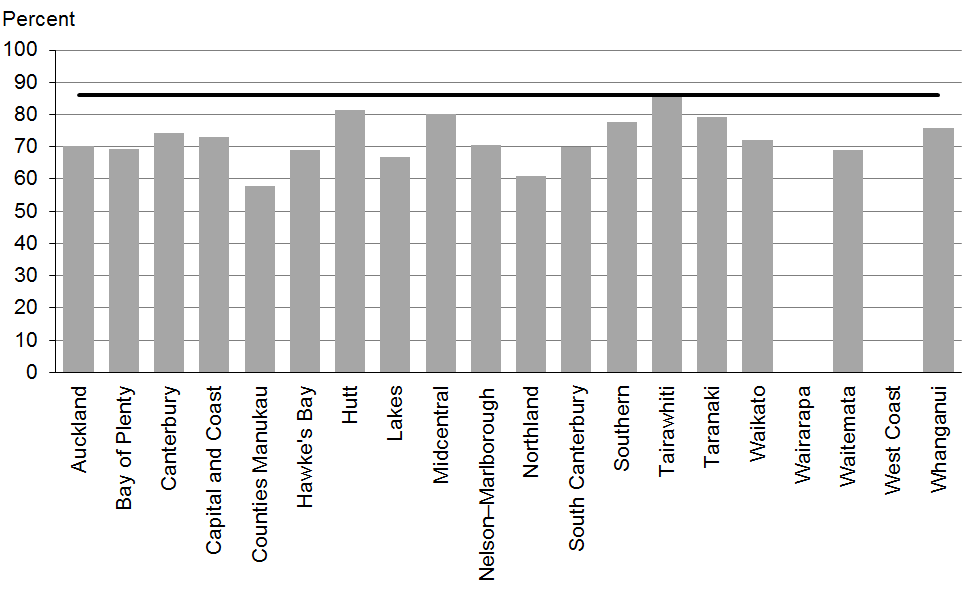 Percent
100
90
80
70
60
50
40
30
20
10
0
Auckland
Bay of Plenty
Canterbury
Capital and Coast
Counties Manukau
Hawke's Bay
Hutt
Lakes
Midcentral
Nelson–Marlborough
Northland
South Canterbury
Southern
Tairawhiti
Taranaki
Waikato
Wairarapa
Waitemata
West Coast
Whanganui